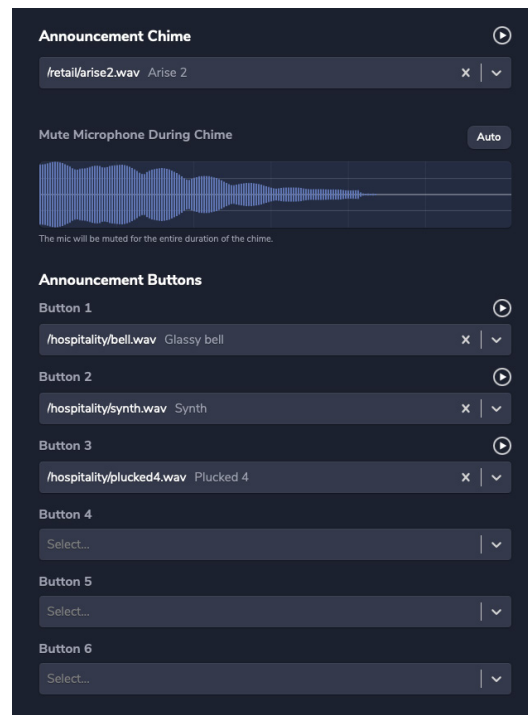 Announcement Chime
/retail/arise2.wav Arise 2
Mute Microphone During Chime
Auto
The mic will be muted for the entire duration of the chime.
Announcement Buttons
Button 1
/hospitality/bell.wav Glassy bell
Button 2
/hospitality/synth.wav Synth
Button 3
/hospitality/plucked4.wav Plucked 4
Button 4
Select...
Button 5
Select...
Button 6
Select...